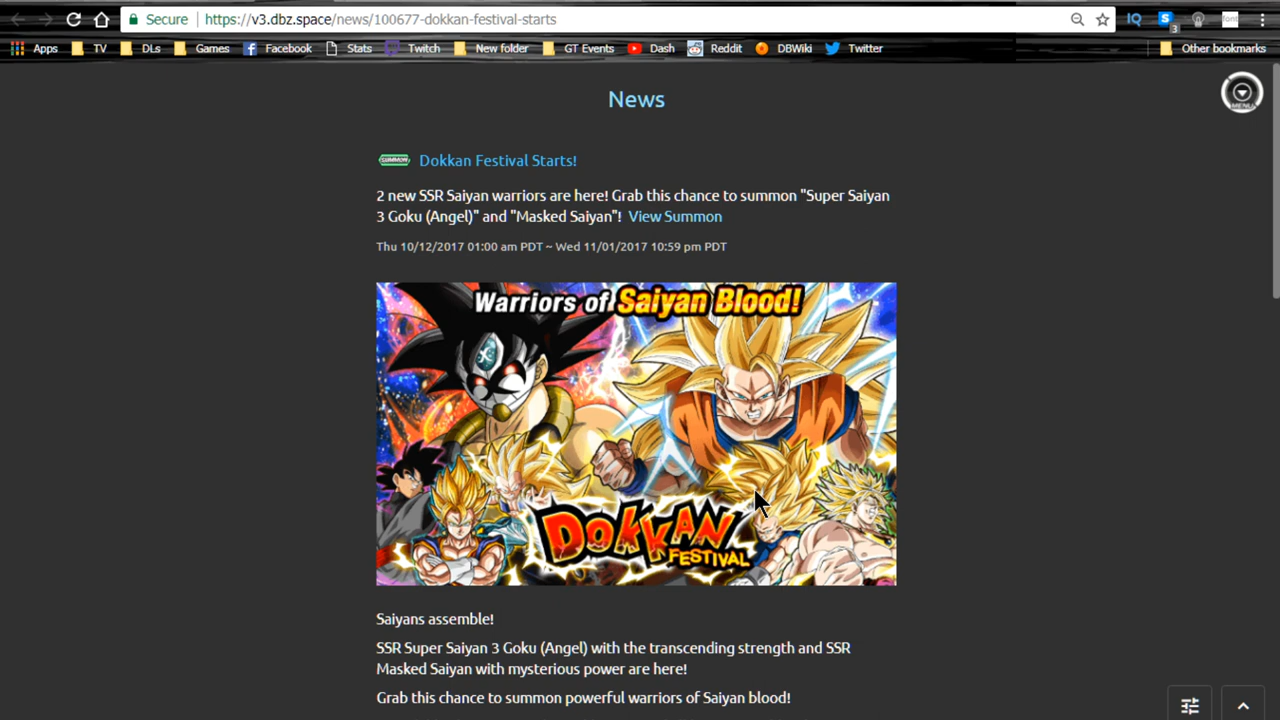 Secure https://v3.dbz.space/news/100677-dokkan-festival-starts IQ S 3 font
Apps TV DLs Games Facebook Stats Twitch New folder GT Events Dash Reddit DBWiki Twitter Other bookmarks
News
MENU
SUMMON Dokkan Festival Starts!
2 new SSR Saiyan warriors are here! Grab this chance to summon "Super Saiyan
3 Goku (Angel)" and "Masked Saiyan"! View Summon
Thu 10/12/2017 01:00 am PDT ~ Wed 11/01/2017 10:59 pm PDT
Warriors of Saiyan Blood!
DOKKAN
FESTIVAL
Saiyans assemble!
SSR Super Saiyan 3 Goku (Angel) with the transcending strength and SSR
Masked Saiyan with mysterious power are here!
Grab this chance to summon powerful warriors of Saiyan blood!